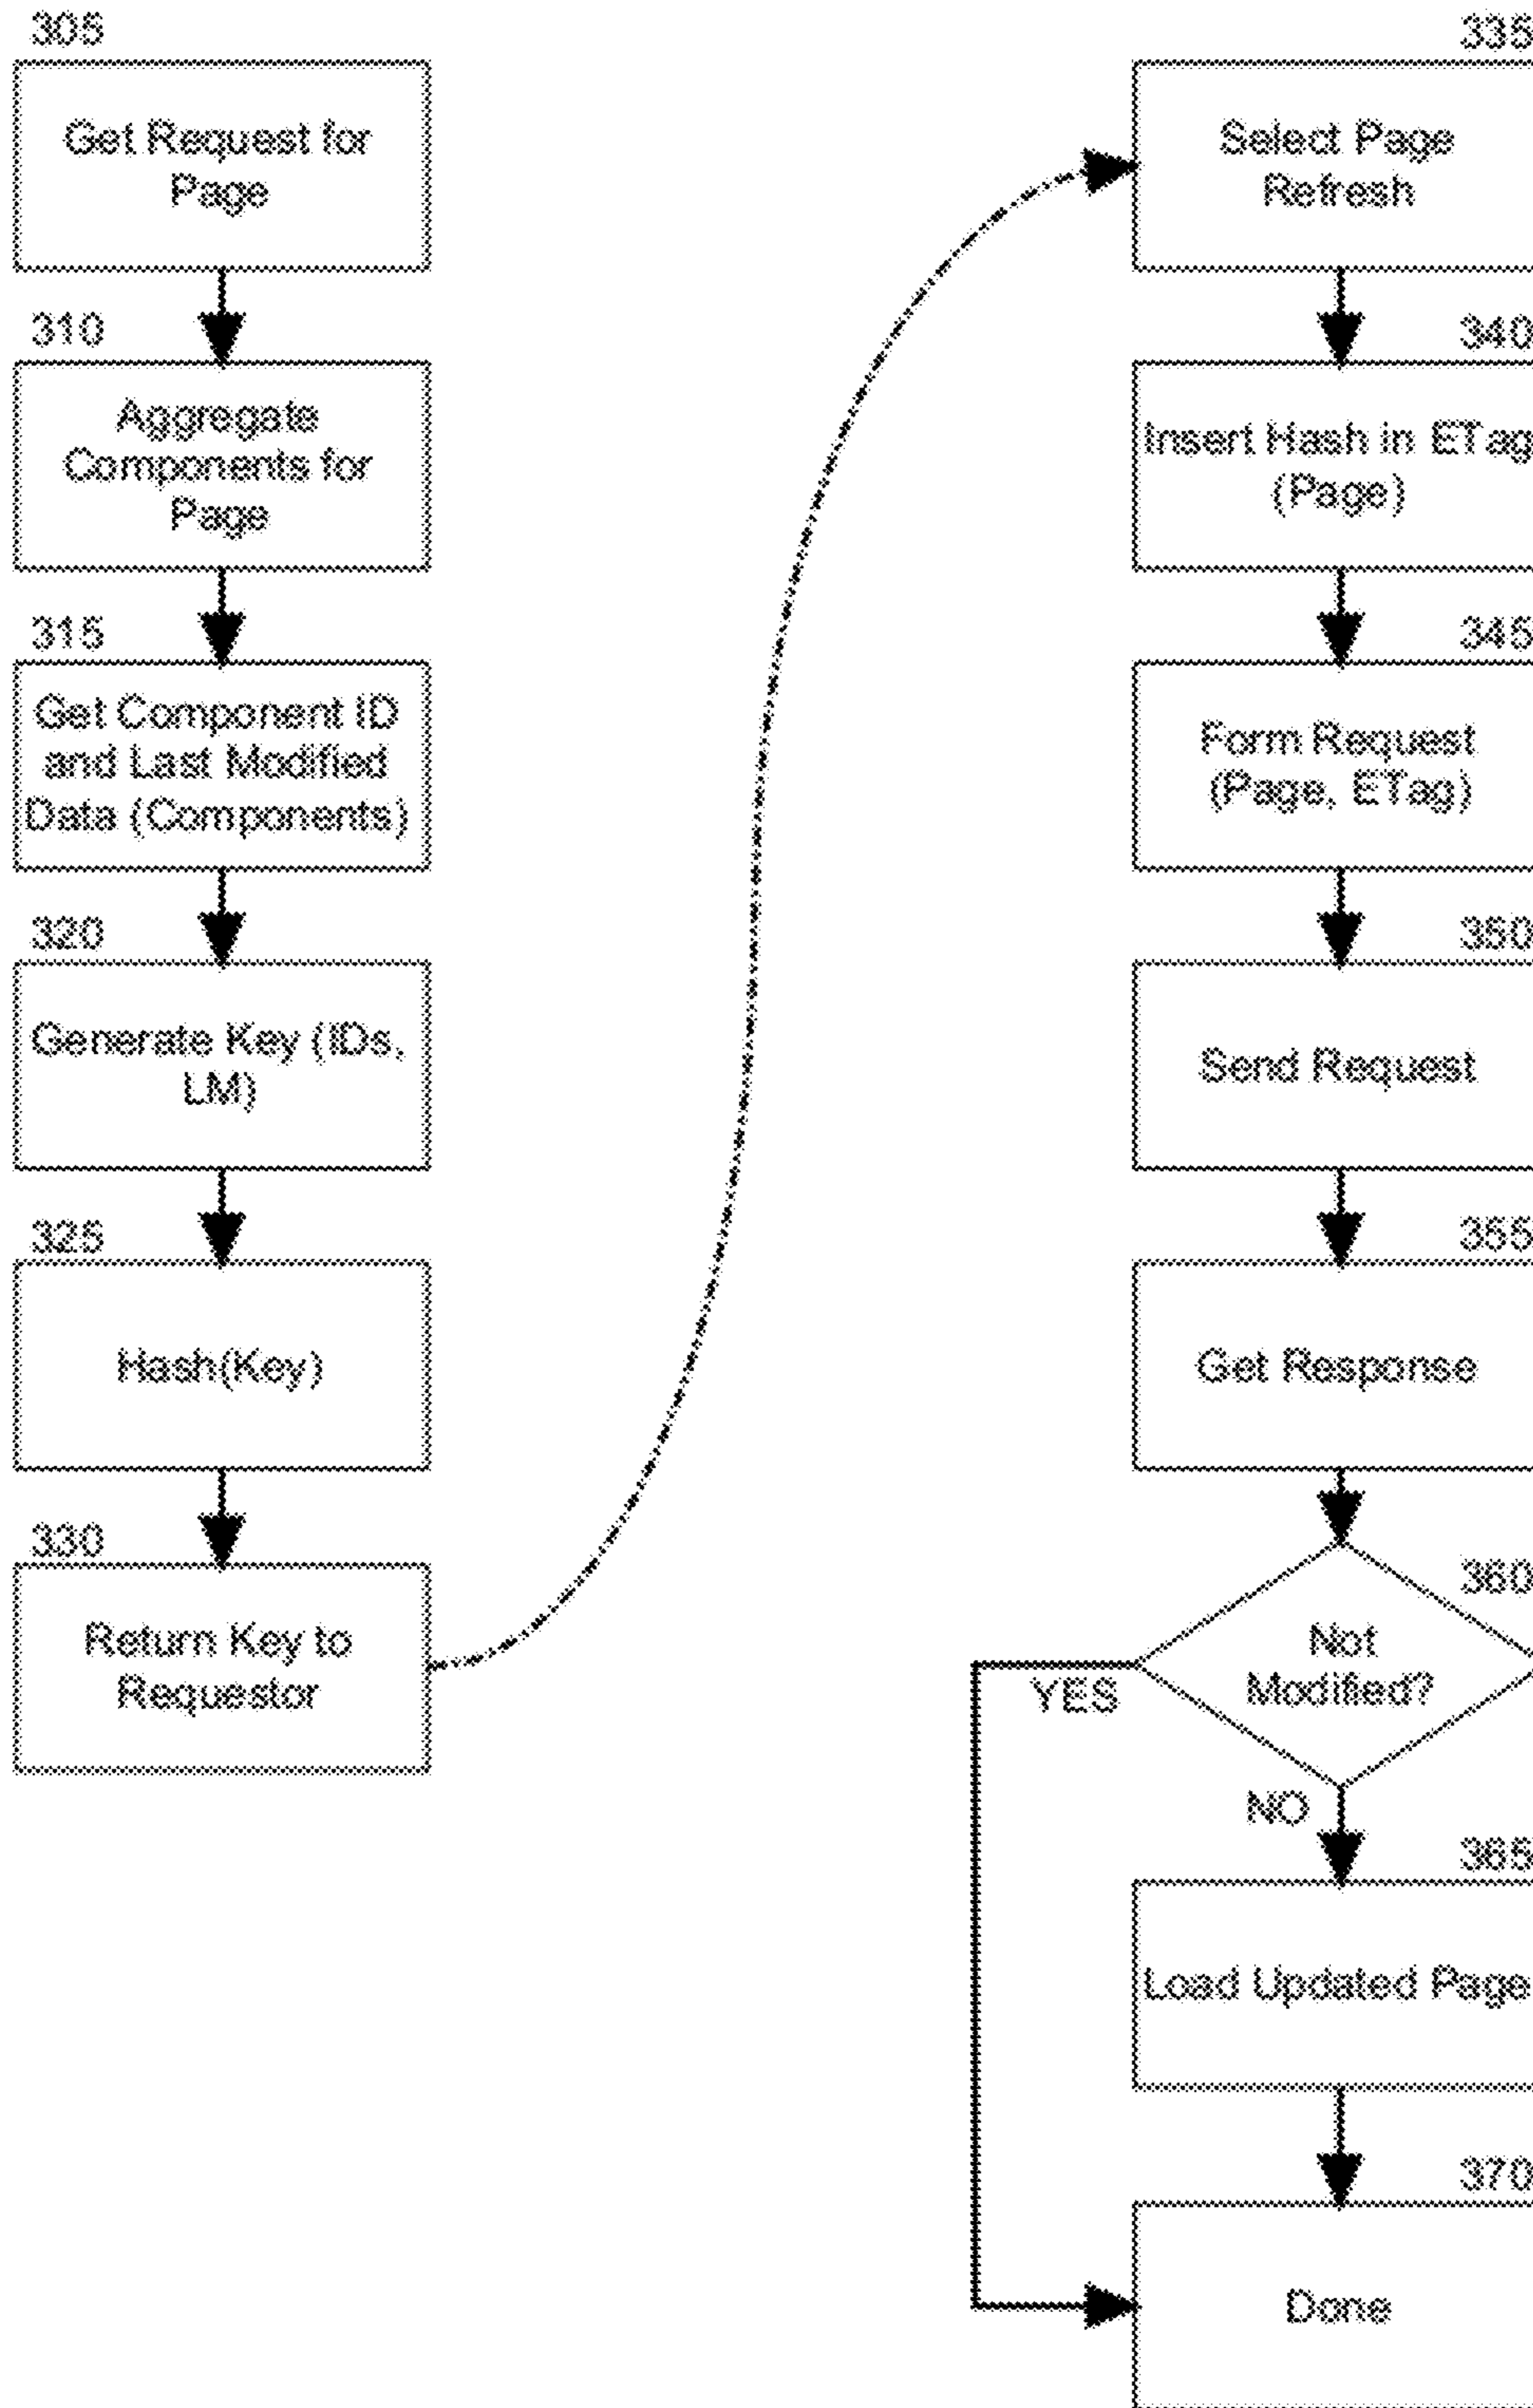 305
Get Request for
Page
310
Aggregate
Components for
Page
315
Get Component ID
and Last Modified
Data (Components)
320
Generate Key (IDs,
LM)
325
Hash(Key)
330
Return Key to
Requestor
335
Select Page
Refresh
340
Insert Hash in ETag
(Page)
345
Form Request
(Page, ETag)
350
Send Request
355
Get Response
360
Not
Modified?
YES
NO
365
Load Updated Page
370
Done